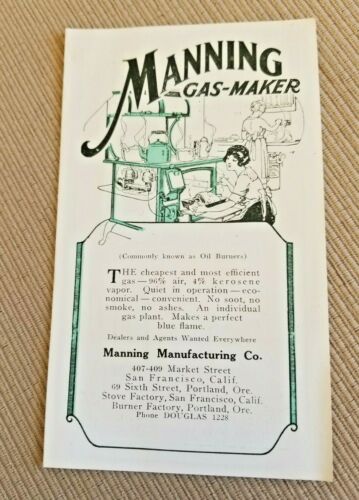 MANNING
GAS-MAKER
(Commonly known as Oil Burners)
THE cheapest and most efficient
gas — 96% air, 4% kerosene
vapor. Quiet in operation — eco-
nomical — convenient. No soot, no
smoke, no ashes. An individual
gas plant. Makes a perfect
blue flame.
Dealers and Agents Wanted Everywhere
Manning Manufacturing Co.
407-409 Market Street
San Francisco, Calif.
69 Sixth Street, Portland, Ore.
Stove Factory, San Francisco, Calif.
Burner Factory, Portland, Ore.
Phone DOUGLAS 1228